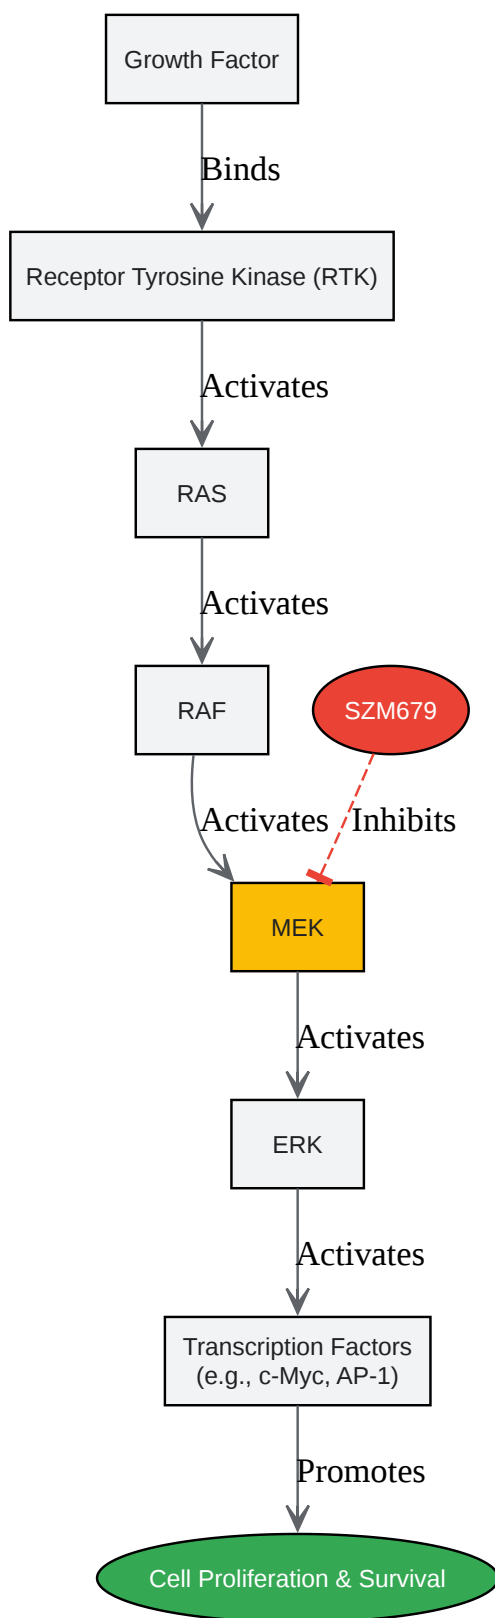 Growth Factor
Binds
Receptor Tyrosine Kinase (RTK)
Activates
RAS
Activates
RAF
SZM679
Activates
Inhibits
MEK
Activates
ERK
Activates
Transcription Factors
(e.g., c-Myc, AP-1)
Promotes
Cell Proliferation & Survival